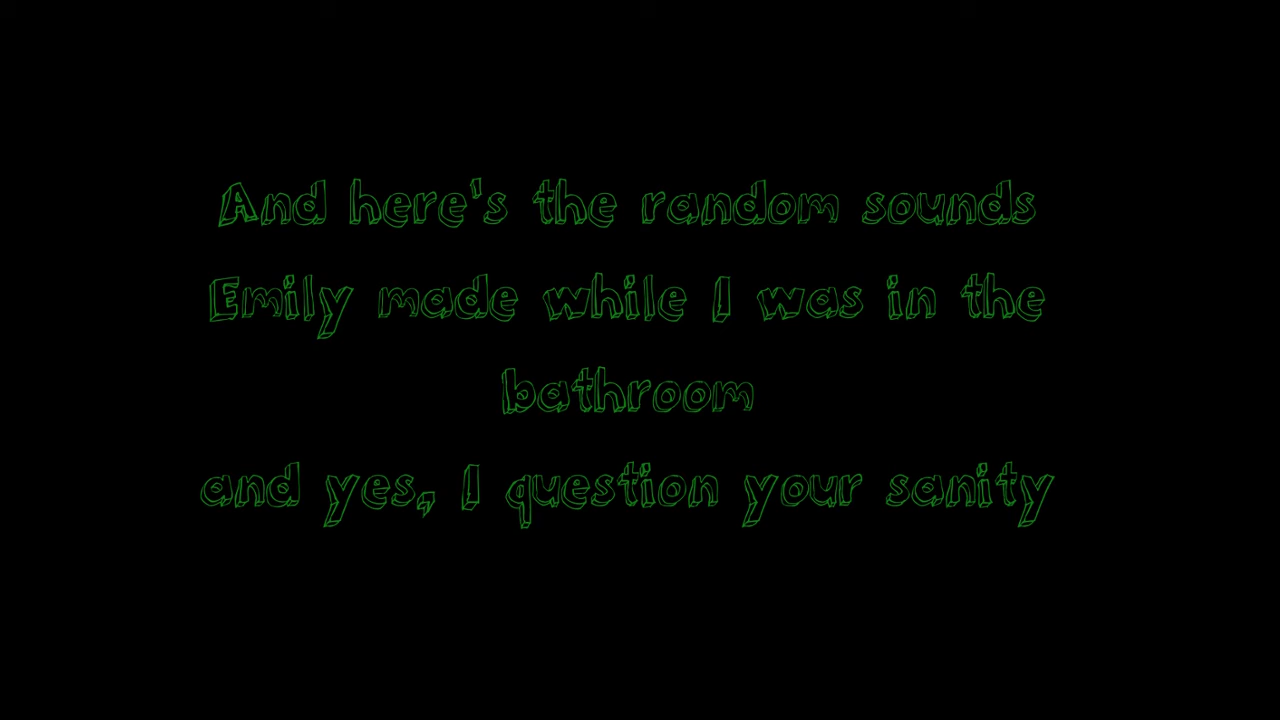 And here's the random sounds
Emily made while I was in the
bathroom
and yes, I question your sanity